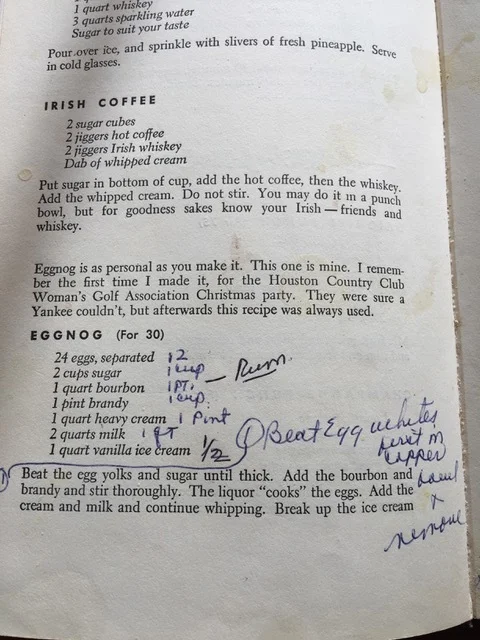 1 quart whiskey
3 quarts sparkling water
Sugar to suit your taste
Pour over ice, and sprinkle with slivers of fresh pineapple. Serve
in cold glasses.
IRISH COFFEE
2 sugar cubes
2 jiggers hot coffee
2 jiggers Irish whiskey
Dab of whipped cream
Put sugar in bottom of cup, add the hot coffee, then the whiskey.
Add the whipped cream. Do not stir. You may do it in a punch
bowl, but for goodness sakes know your Irish — friends and
whiskey.
Eggnog is as personal as you make it. This one is mine. I remem-
ber the first time I made it, for the Houston Country Club
Woman's Golf Association Christmas party. They were sure a
Yankee couldn't, but afterwards this recipe was always used.
EGGNOG (For 30)
24 eggs, separated 12
2 cups sugar 1 cup
1 quart bourbon 1 PT. — Rum
1 pint brandy 1 cup
1 quart heavy cream 1 Pint
2 quarts milk 1 QT
1 quart vanilla ice cream 1/2
① Beat Egg whites
first in
copper
bowl
+
remove
Beat the egg yolks and sugar until thick. Add the bourbon and
brandy and stir thoroughly. The liquor "cooks" the eggs. Add the
cream and milk and continue whipping. Break up the ice cream